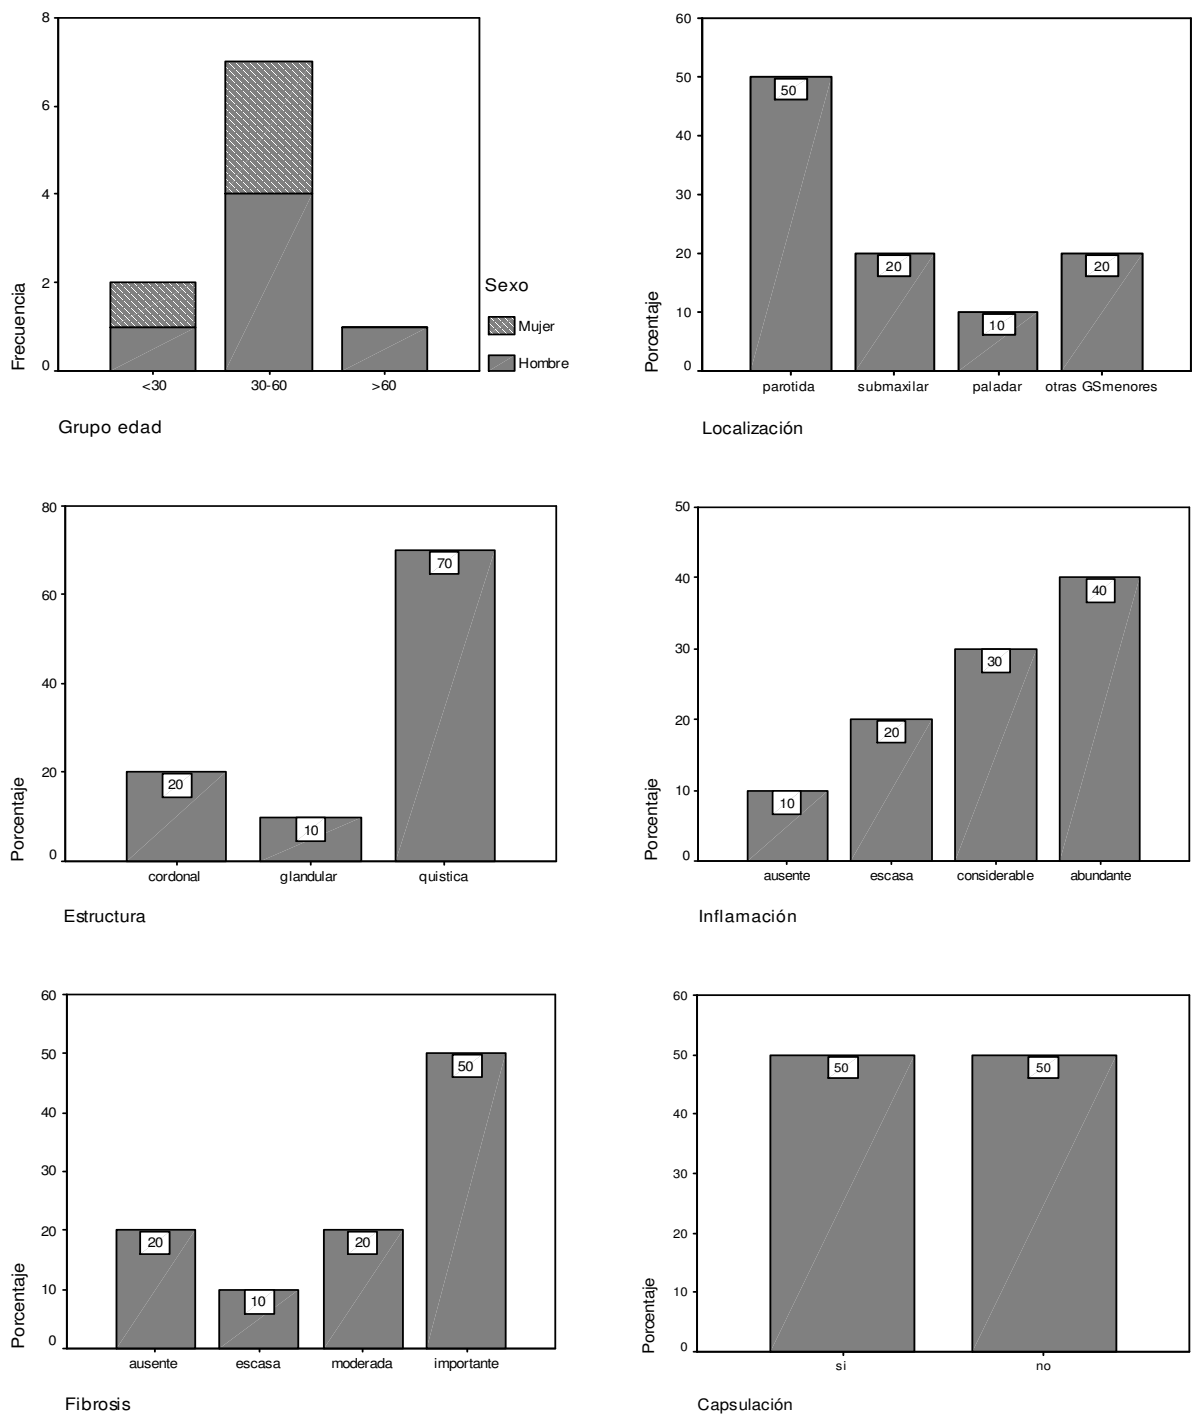 8
6
4
2
0
Frecuencia
<30 30-60 >60
Grupo edad
Sexo
Mujer
Hombre
60
50
40
30
20
10
0
Porcentaje
50
20
10
20
parotida submaxilar paladar otras GSmenores
Localización
80
60
40
20
0
Porcentaje
20
10
70
cordonal glandular quistica
Estructura
50
40
30
20
10
0
Porcentaje
10
20
30
40
ausente escasa considerable abundante
Inflamación
60
50
40
30
20
10
0
Porcentaje
20
10
20
50
ausente escasa moderada importante
Fibrosis
60
50
40
30
20
10
0
Porcentaje
50
50
si no
Capsulación